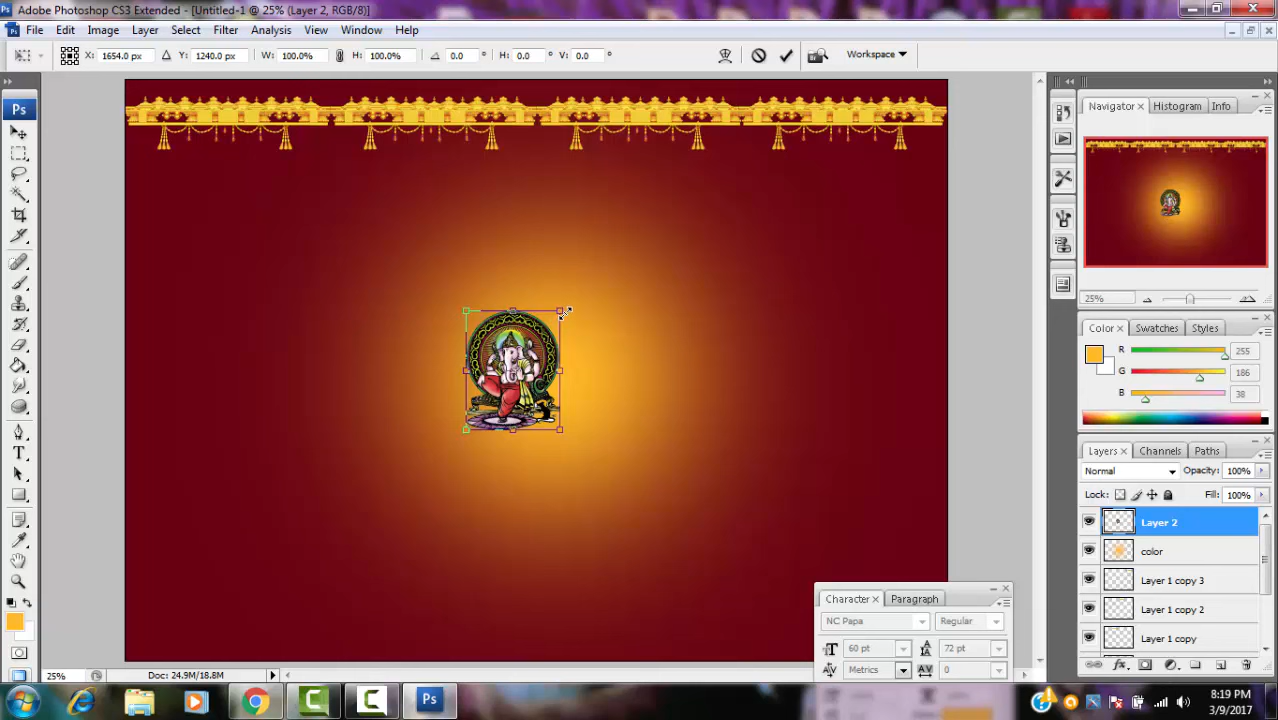 Adobe Photoshop CS3 Extended - [Untitled-1 @ 25% (Layer 2, RGB/8)]
File Edit Image Layer Select Filter Analysis View Window Help
X: 1654.0 px Y: 1240.0 px W: 100.0% H: 100.0% 0.0 ° H: 0.0 ° V: 0.0 ° Workspace
Ps
Navigator Histogram Info
25%
Color Swatches Styles
R 255
G 186
B 38
Layers Channels Paths
Normal Opacity: 100%
Lock: Fill: 100%
Layer 2
color
Layer 1 copy 3
Layer 1 copy 2
Layer 1 copy
Character Paragraph
NC Papa Regular
60 pt 72 pt
Metrics AV 0
25% Doc: 24.9M/18.8M
Ps
8:19 PM
3/9/2017